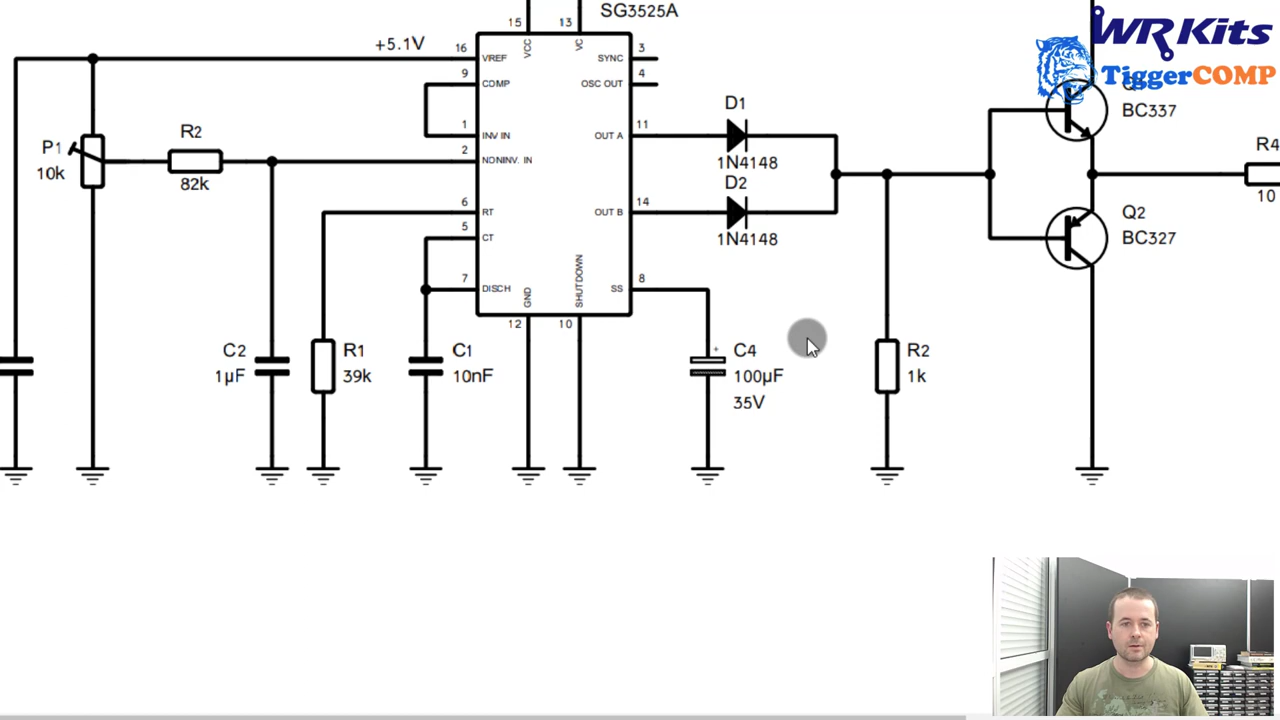 SG3525A
WR Kits
TiggerCOMP
15
13
+5.1V
16
VREF
VCC
VC
SYNC
3
9
COMP
OSC OUT
4
D1
BC337
1
INV IN
OUT A
11
1N4148
P1
10k
R2
82k
2
NONINV. IN
D2
R4
10
6
RT
OUT B
14
1N4148
Q2
BC327
5
CT
7
DISCH
GND
SHUTDOWN
SS
8
12
10
C2
1µF
R1
39k
C1
10nF
+
C4
100µF
35V
R2
1k